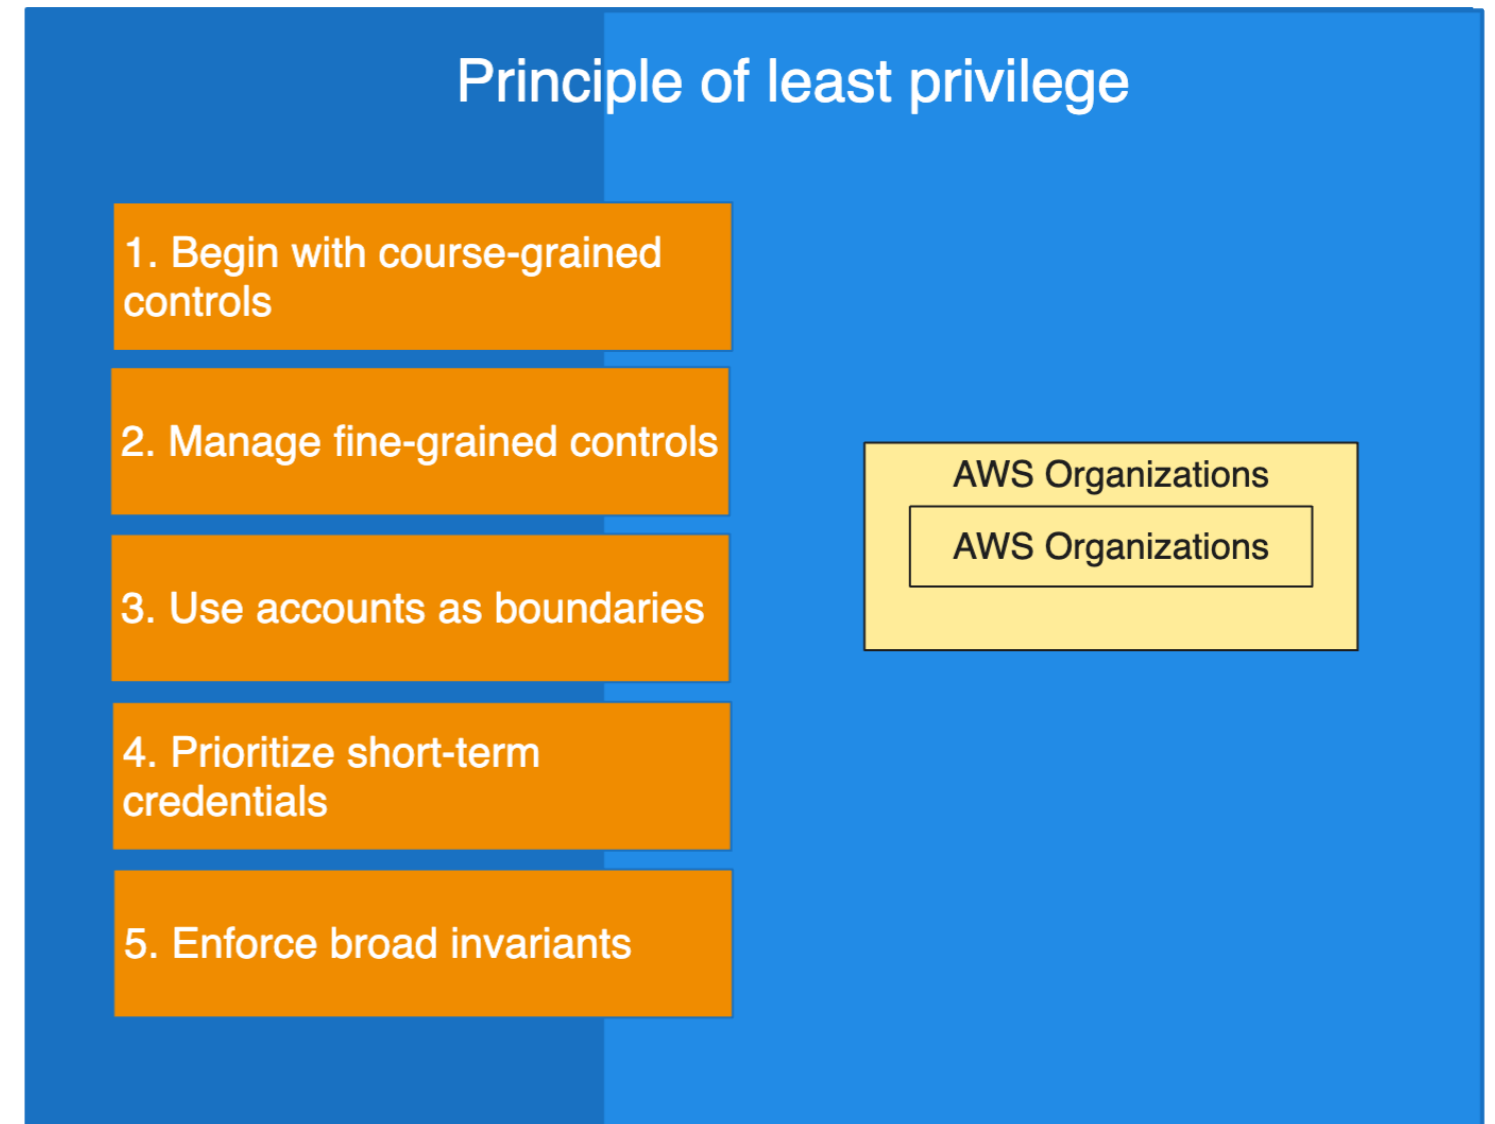 Principle of least privilege
1. Begin with course-grained
controls
2. Manage fine-grained controls
3. Use accounts as boundaries
4. Prioritize short-term
credentials
5. Enforce broad invariants
AWS Organizations
AWS Organizations